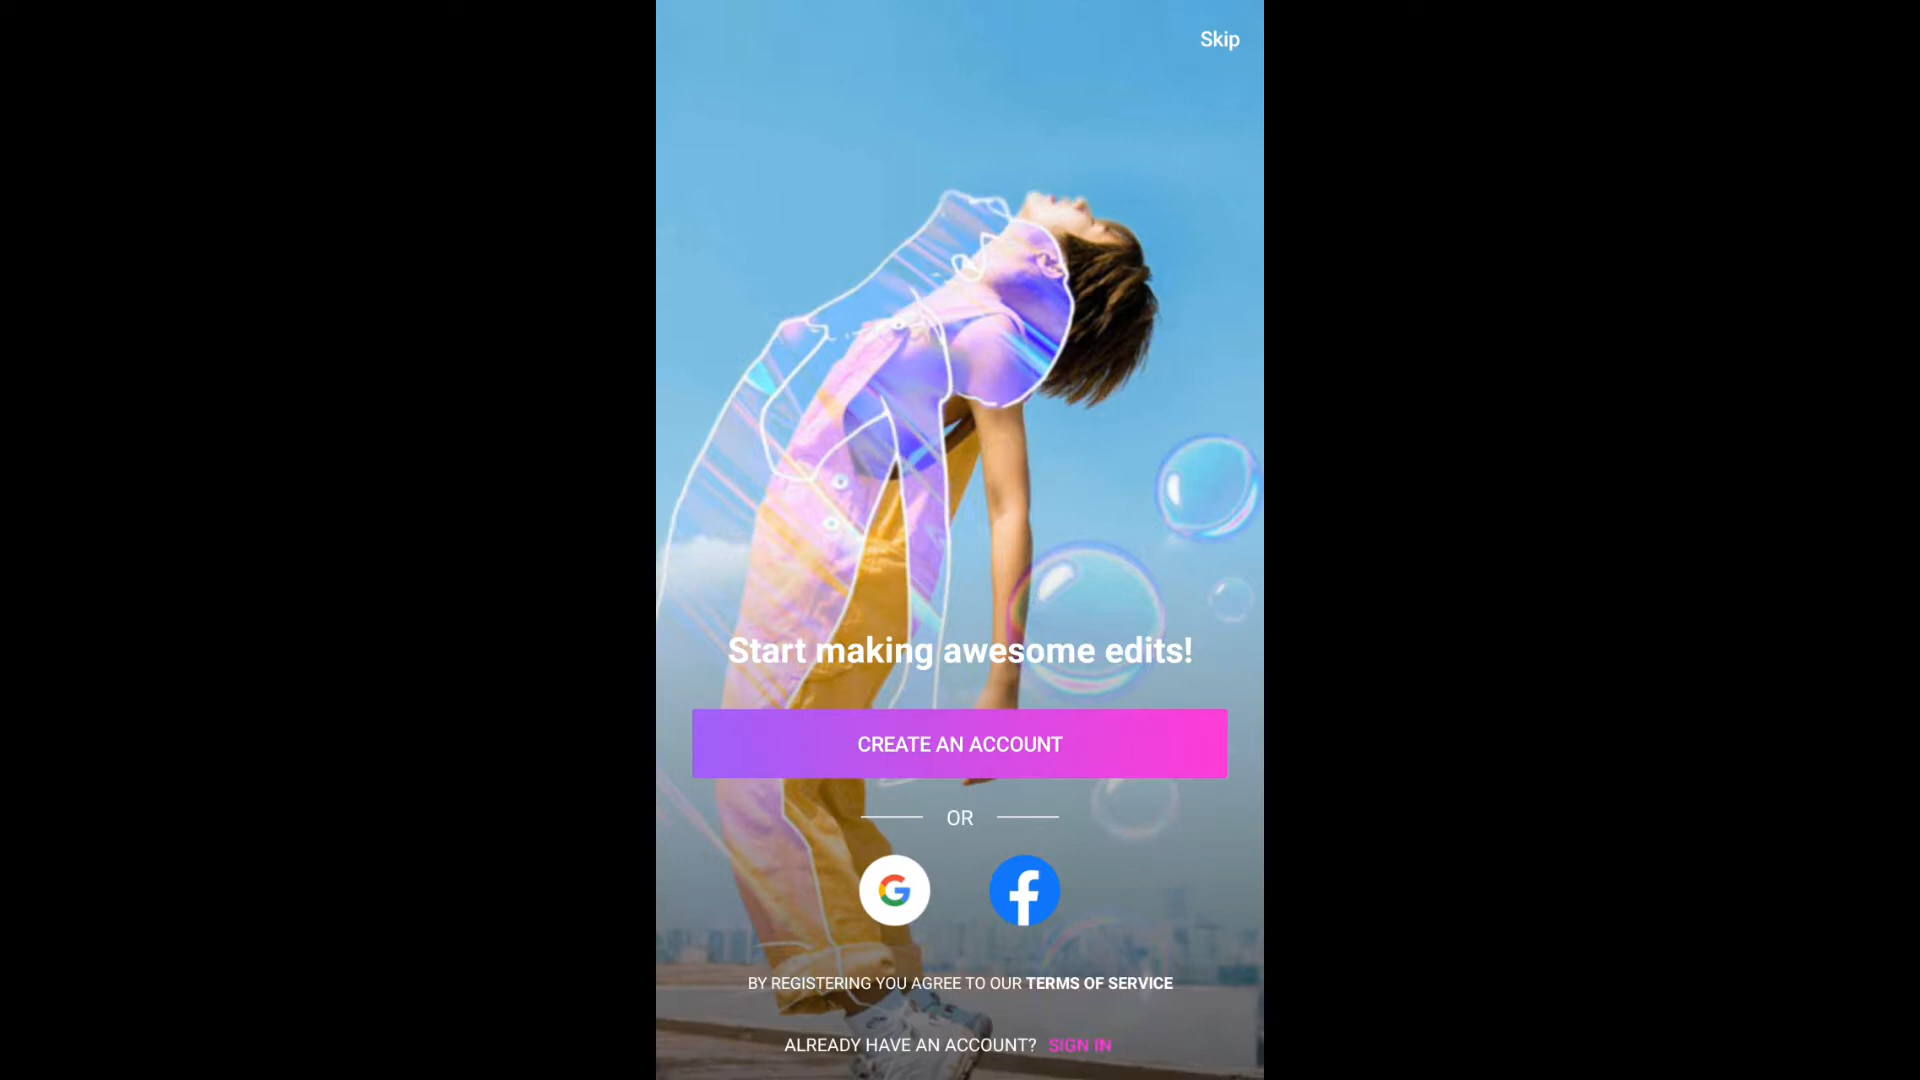 Skip
Start making awesome edits!
CREATE AN ACCOUNT
OR
BY REGISTERING YOU AGREE TO OUR TERMS OF SERVICE
ALREADY HAVE AN ACCOUNT? SIGN IN